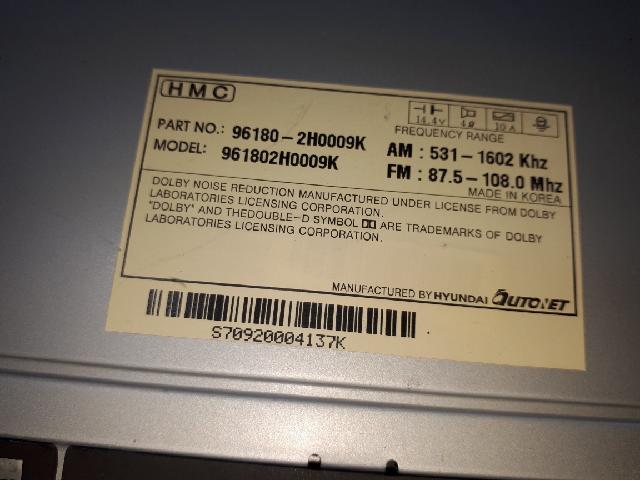 HMC
14.4V 4Ω 10A
PART NO.: 96180-2H0009K
MODEL: 961802H0009K
FREQUENCY RANGE
AM : 531-1602 Khz
FM : 87.5-108.0 Mhz
MADE IN KOREA
DOLBY NOISE REDUCTION MANUFACTURED UNDER LICENSE FROM DOLBY
LABORATORIES LICENSING CORPORATION.
"DOLBY" AND THEDOUBLE-D SYMBOL ARE TRADEMARKS OF DOLBY
LABORATORIES LICENSING CORPORATION.
MANUFACTURED BY HYUNDAI AUTONET
S70920004137K